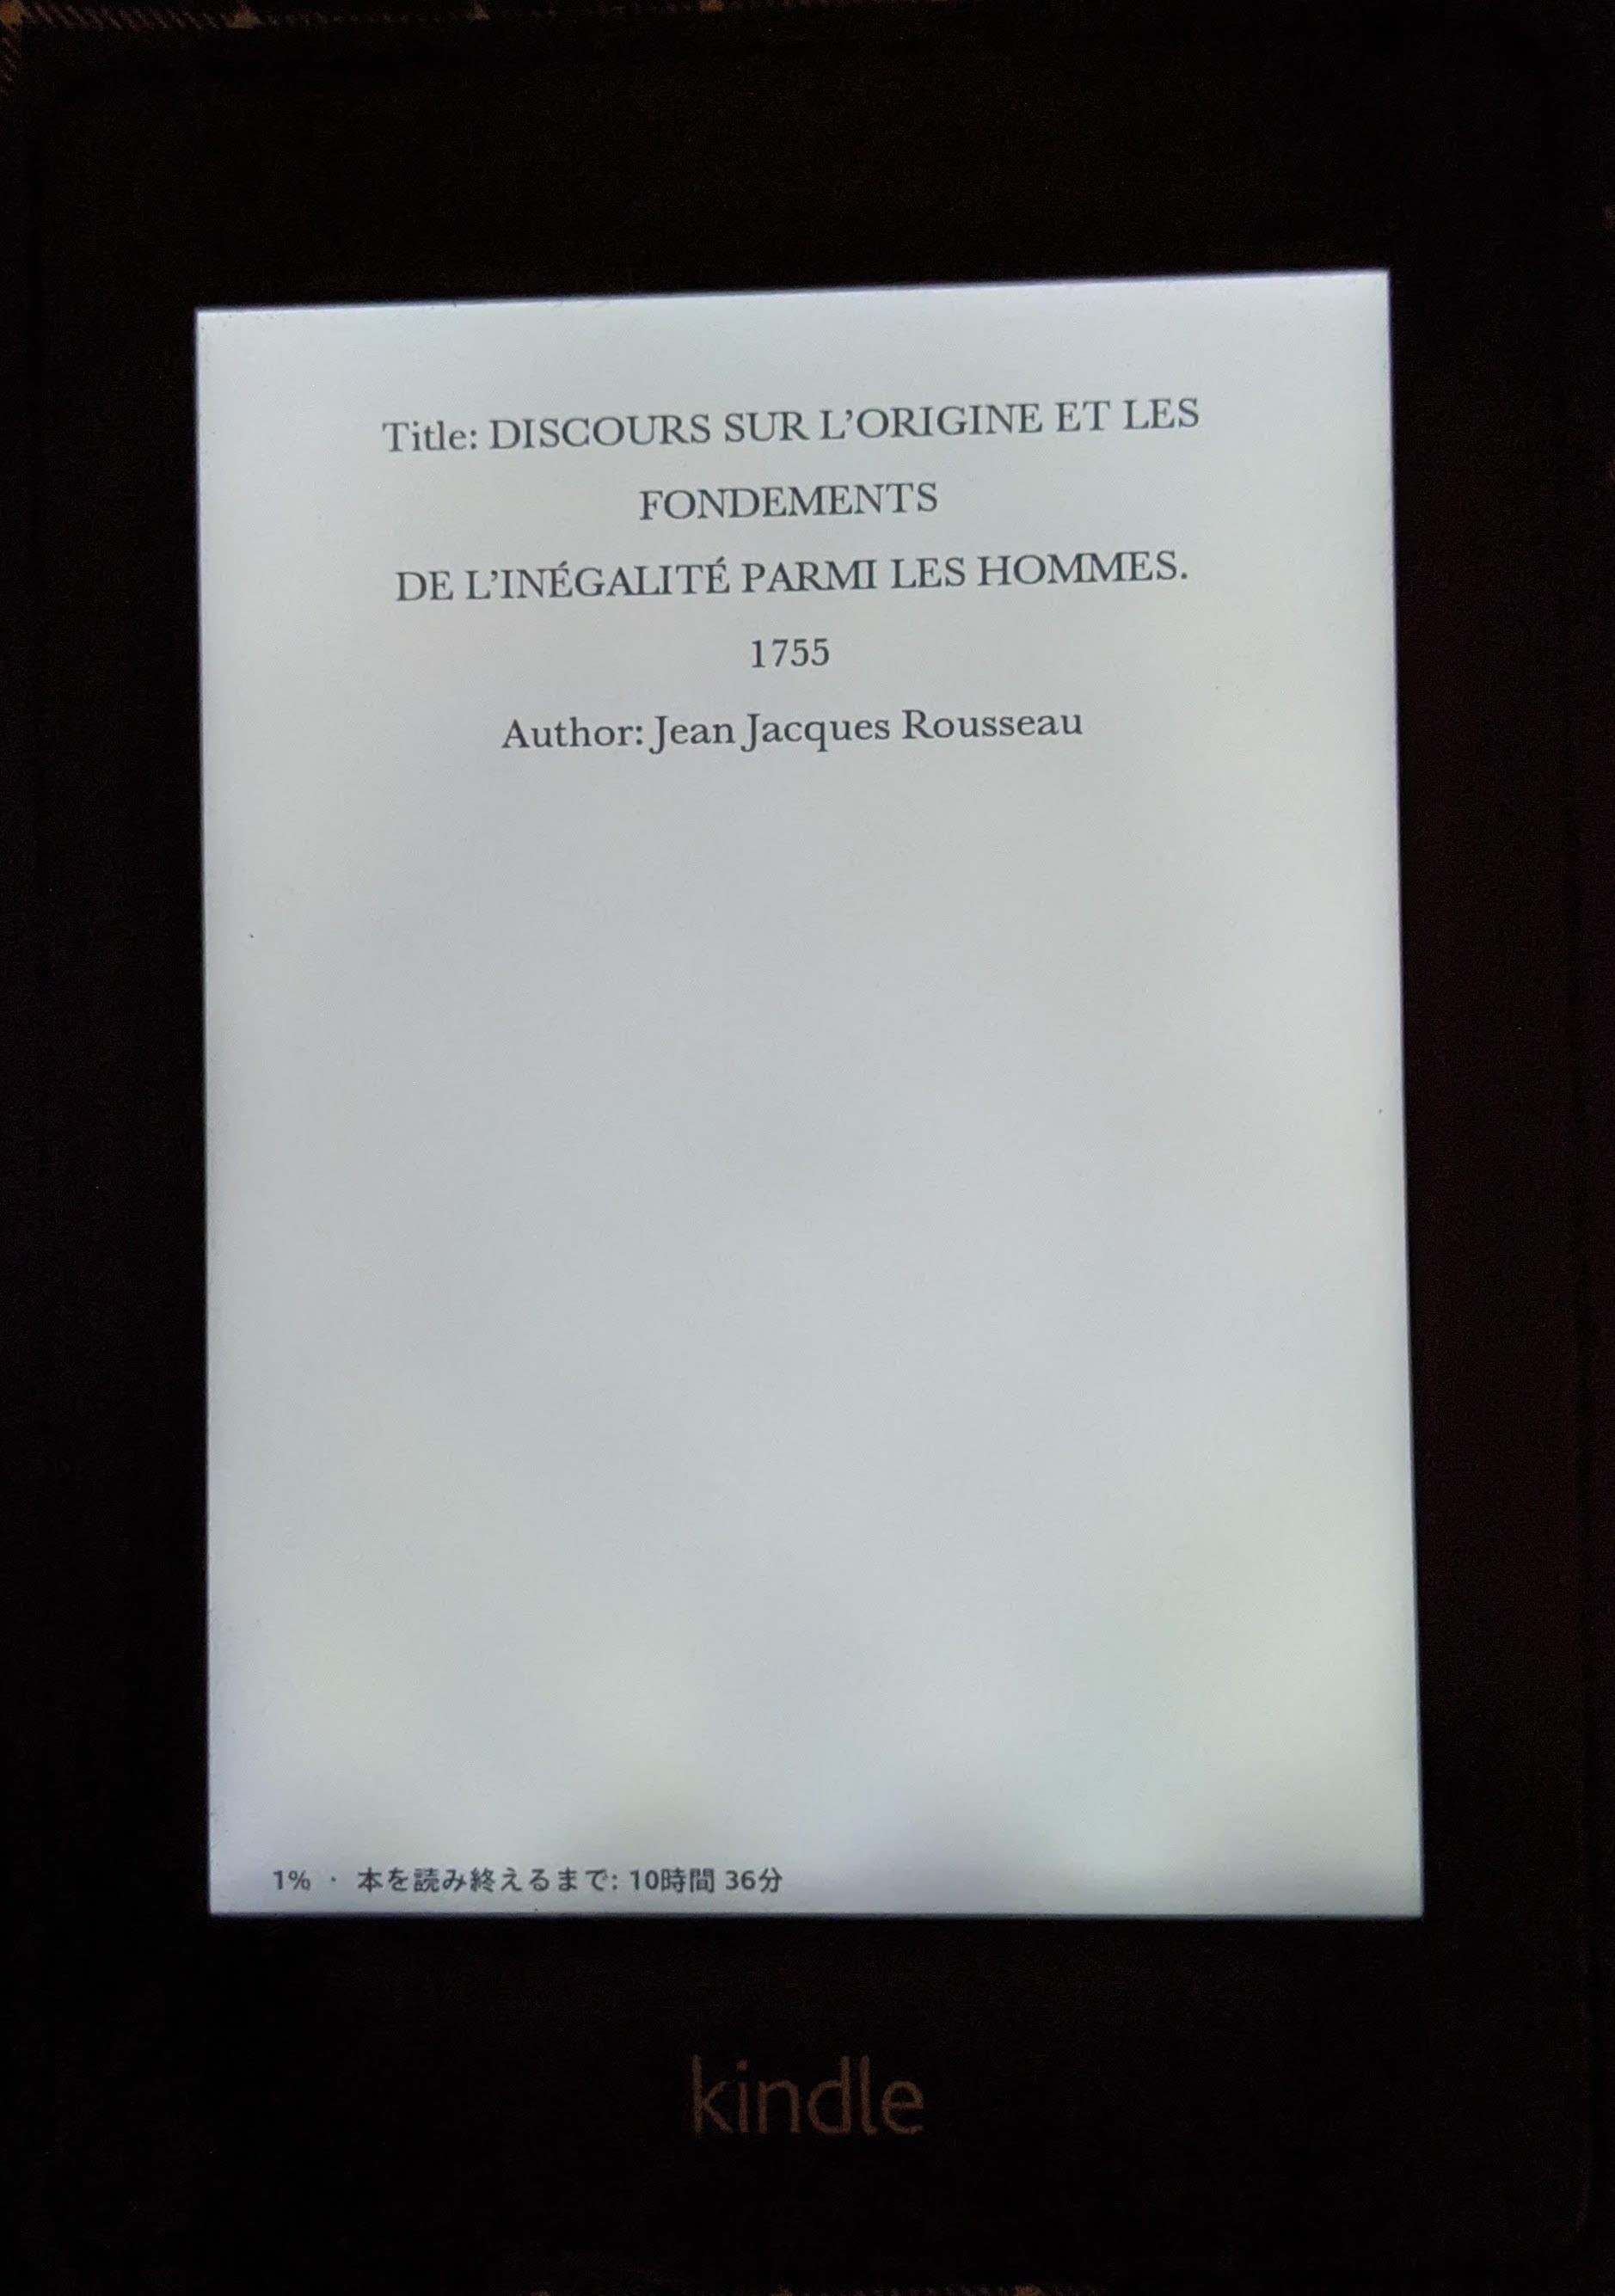 Title: DISCOURS SUR L’ORIGINE ET LES
FONDEMENTS
DE L’INÉGALITÉ PARMI LES HOMMES.
1755
Author: Jean Jacques Rousseau
1% · 本を読み終えるまで: 10時間 36分
kindle